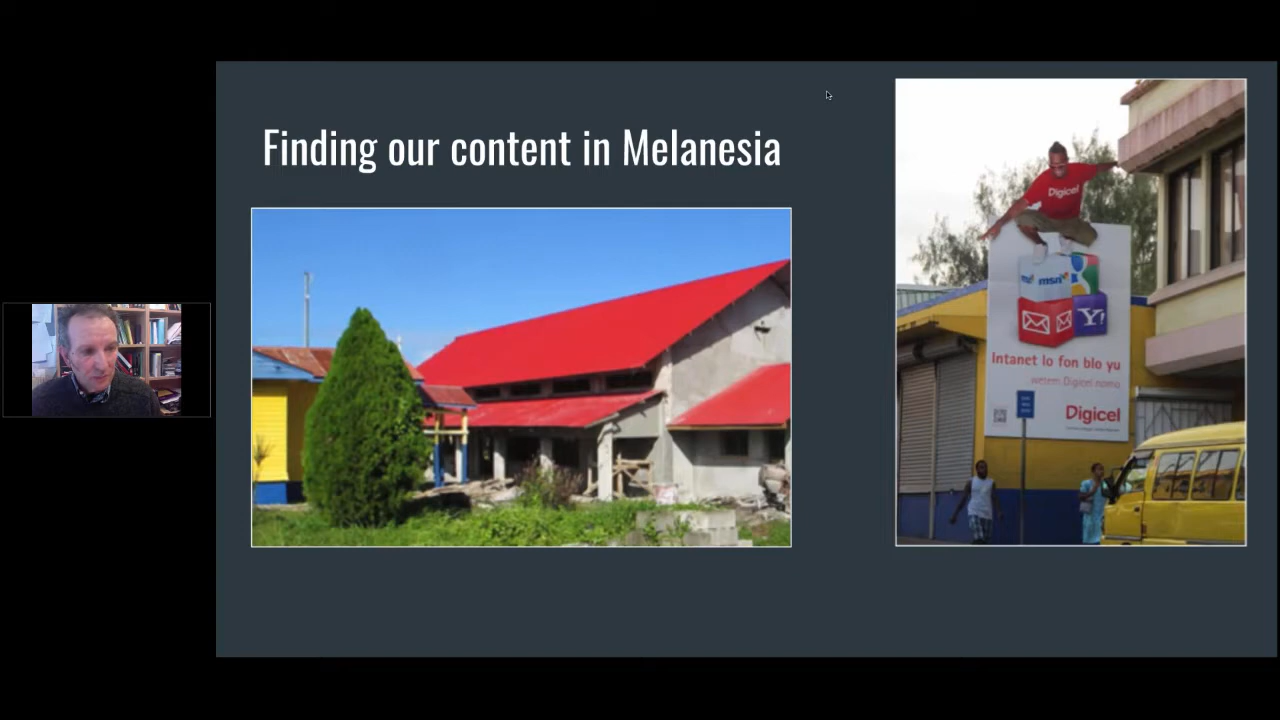 Finding our content in Melanesia
Digicel
msn
Y!
Intanet lo fon blo yu
wetem Digicel nomo
Digicel